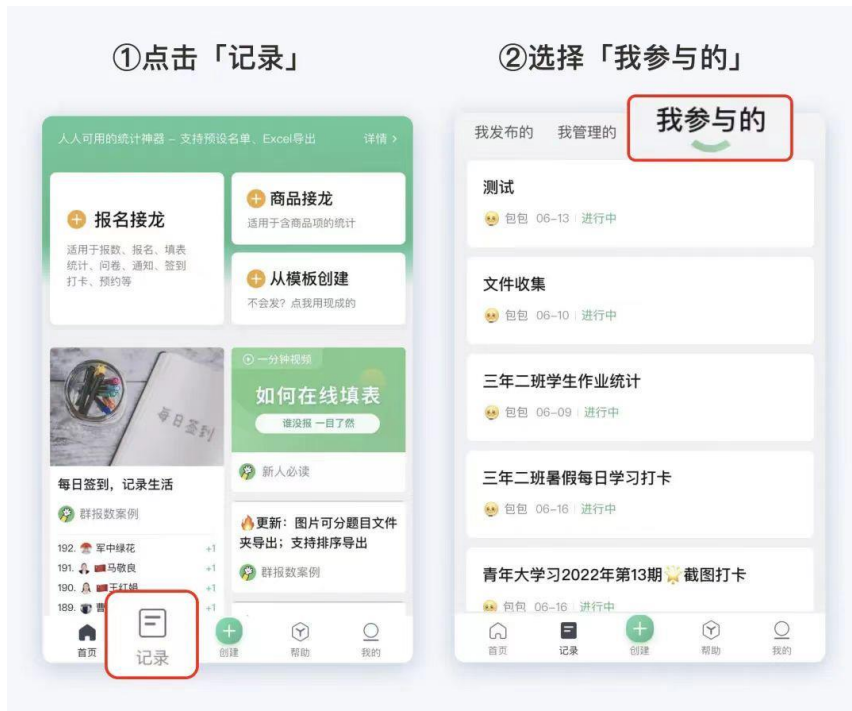 ①点击「记录」
人人可用的统计神器 – 支持预设名单、Excel导出 详情 >
报名接龙
适用于报数、报名、填表
统计、问卷、通知、签到
打卡、预约等
商品接龙
适用于含商品项的统计
从模板创建
不会发？点我用现成的
每日签到
每日签到，记录生活
群报数案例
192. 军中绿花 +1
191. 马敬良 +1
190. 王红娟 +1
189. 曹 +1
一分钟视频
如何在线填表
谁没报 一目了然
新人必读
更新：图片可分题目文件
夹导出；支持排序导出
群报数案例
首页
记录
创建
帮助
我的
②选择「我参与的」
我发布的 我管理的 我参与的
测试
包包 06-13 进行中
文件收集
包包 06-10 进行中
三年二班学生作业统计
包包 06-09 进行中
三年二班暑假每日学习打卡
包包 06-16 进行中
青年大学习2022年第13期🌟截图打卡
包包 06-16 进行中
首页
记录
创建
帮助
我的